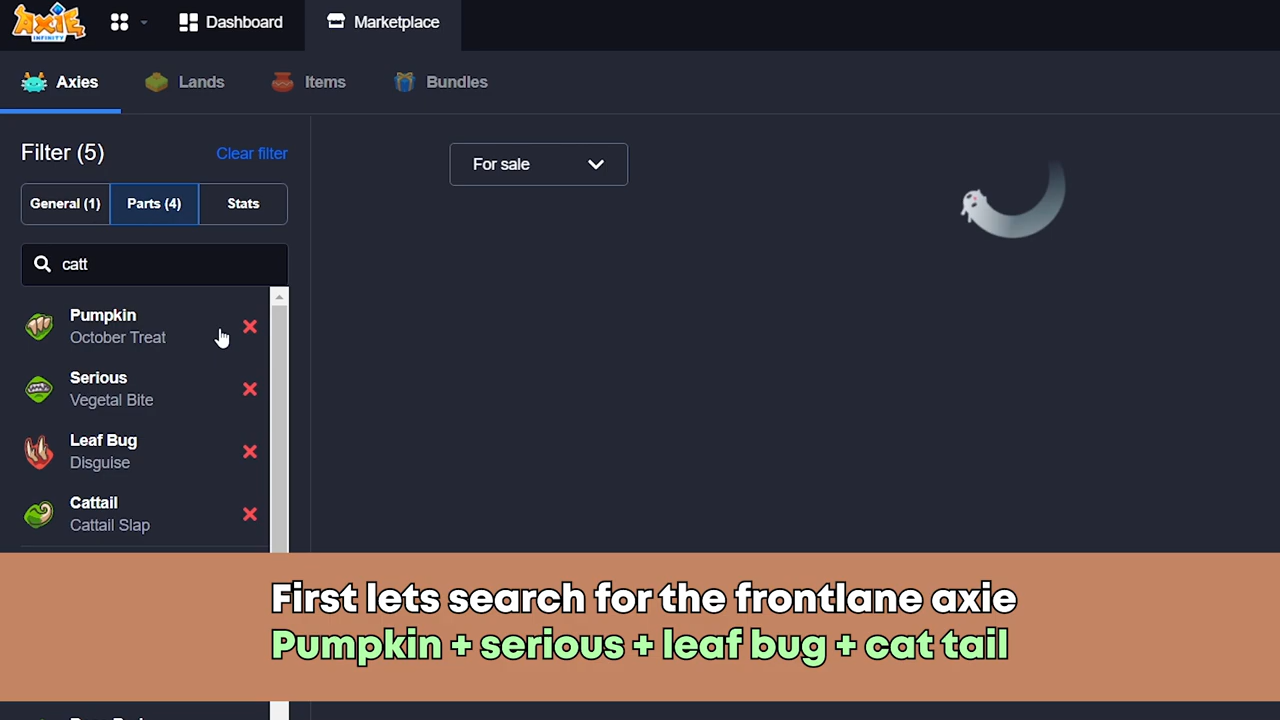 AXIE
INFINITY
Dashboard
Marketplace
Axies
Lands
Items
Bundles
Filter (5)
Clear filter
General (1)
Parts (4)
Stats
For sale
catt
Pumpkin
October Treat
Serious
Vegetal Bite
Leaf Bug
Disguise
Cattail
Cattail Slap
First lets search for the frontlane axie
Pumpkin + serious + leaf bug + cat tail